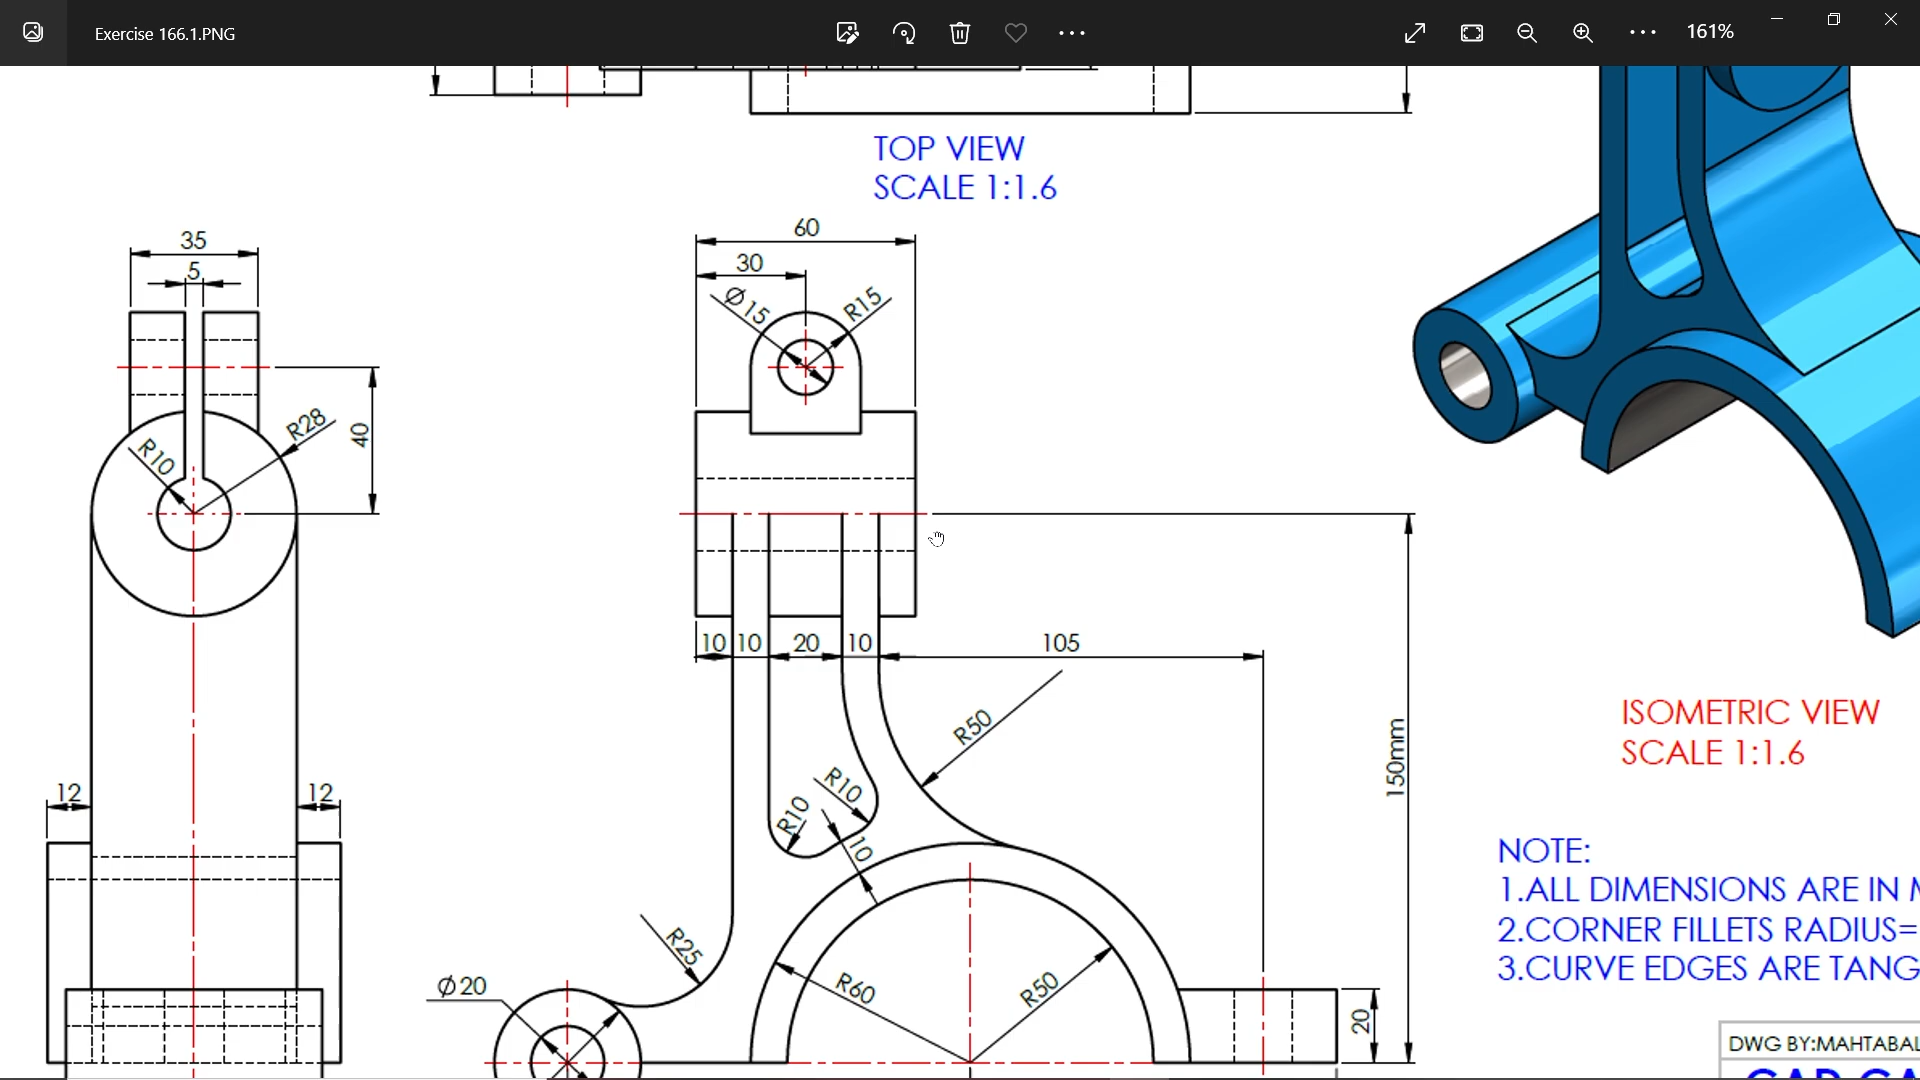 Exercise 166.1.PNG
161%
TOP VIEW
SCALE 1:1.6
60
35
30
5
Ø15
R15
R28
40
R10
10 10 20 10 105
R50
150mm
R10
R10
12
12
10
NOTE:
1.ALL DIMENSIONS ARE IN
2.CORNER FILLETS RADIUS=
3.CURVE EDGES ARE TANG
ISOMETRIC VIEW
SCALE 1:1.6
R25
Ø20
R60
R50
20
DWG BY:MAHTABAL